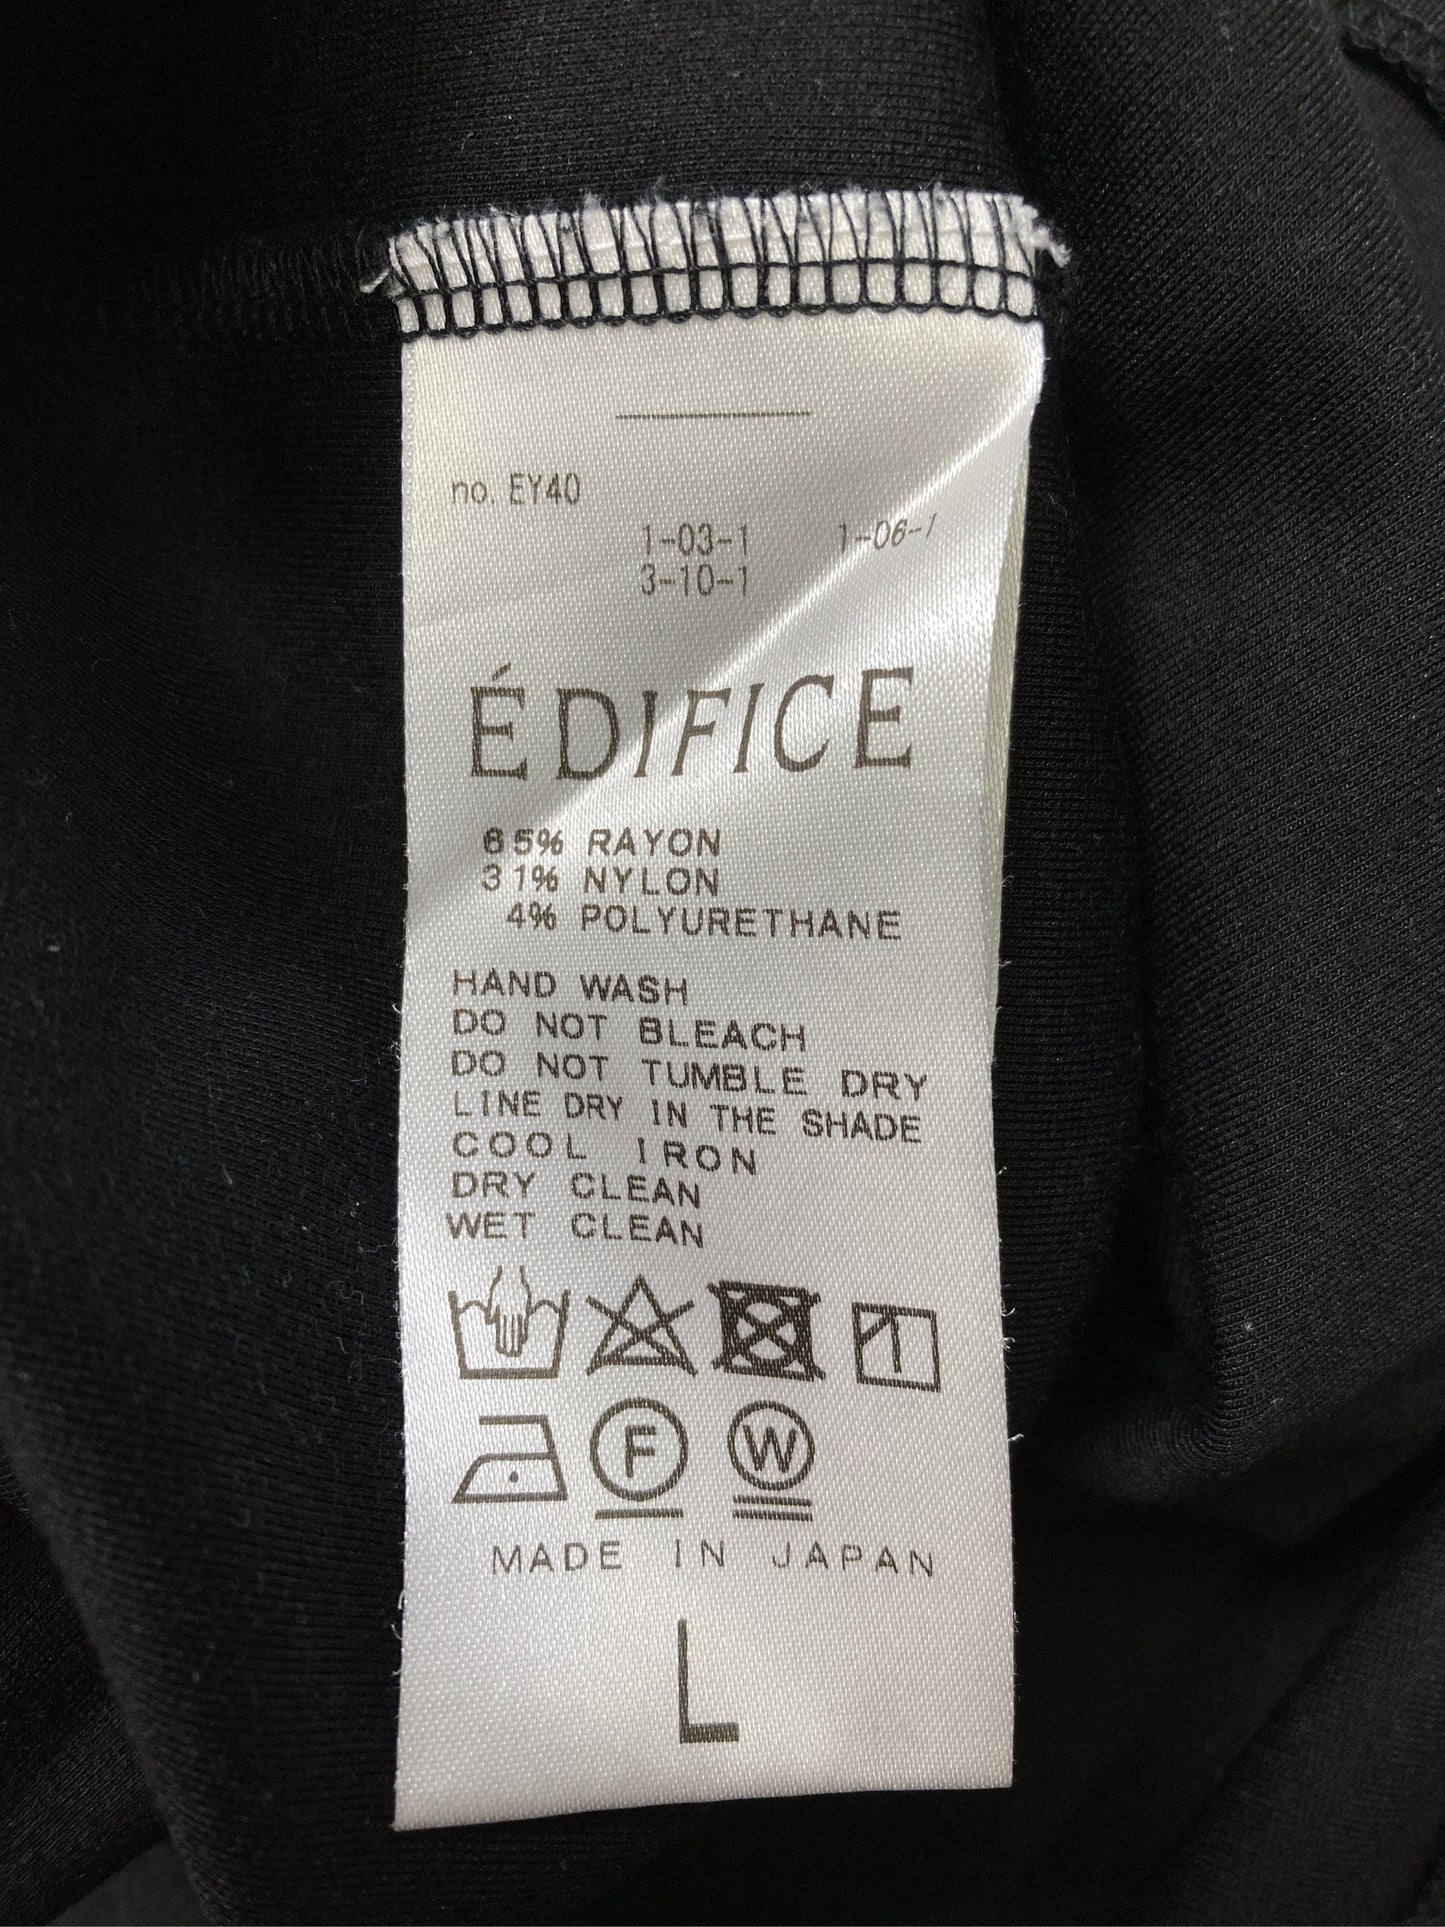 no. EY40
1-03-1 1-06-1
3-10-1
ÉDIFICE
65% RAYON
31% NYLON
4% POLYURETHANE
HAND WASH
DO NOT BLEACH
DO NOT TUMBLE DRY
LINE DRY IN THE SHADE
COOL IRON
DRY CLEAN
WET CLEAN
F W
MADE IN JAPAN
L